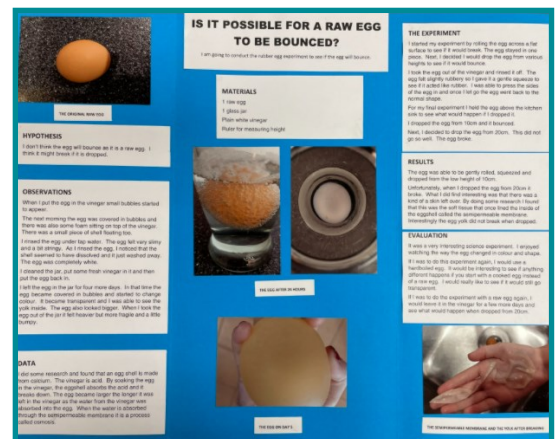 IS IT POSSIBLE FOR A RAW EGG
TO BE BOUNCED?
I am going to conduct the rubber egg experiment to see if the egg will bounce.
THE ORIGINAL RAW EGG
HYPOTHESIS
I don't think the egg will bounce as it is a raw egg. I
think it might break if it is dropped.
OBSERVATIONS
When I put the egg in the vinegar small bubbles started
to appear.
The next morning the egg was covered in bubbles and
there was also some foam sitting on top of the vinegar.
There was a small piece of shell floating too.
I rinsed the egg under tap water. The egg felt very slimy
and a bit stringy. As I rinsed the egg, I noticed that the
shell seemed to have dissolved and it just washed away.
The egg was completely white.
I cleaned the jar, put some fresh vinegar in it and then
put the egg back in.
I left the egg in the jar for four more days. In that time the
egg became covered in bubbles and started to change
colour. It became transparent and I was able to see the
yolk inside. The egg also looked bigger. When I took the
egg out of the jar it felt heavier but more fragile and a little
bumpy.
DATA
I did some research and found that an egg shell is made
from calcium. The vinegar is acid. By soaking the egg
in the vinegar, the eggshell absorbs the acid and it
breaks down. The egg became larger the longer it was
left in the vinegar as the water from the vinegar was
absorbed into the egg. When the water is absorbed
through the semipermeable membrane it is a process
called osmosis.
MATERIALS
1 raw egg
1 glass jar
Plain white vinegar
Ruler for measuring height
THE EGG AFTER 24 HOURS
THE EGG ON DAY 5
THE EXPERIMENT
I started my experiment by rolling the egg across a flat
surface to see if it would break. The egg stayed in one
piece. Next, I decided I would drop the egg from various
heights to see if it would bounce.
I took the egg out of the vinegar and rinsed it off. The
egg felt slightly rubbery so I gave it a gentle squeeze to
see if it acted like rubber. I was able to press the sides
of the egg in and once I let go the egg went back to the
normal shape.
For my final experiment I held the egg above the kitchen
sink to see what would happen if I dropped it.
I dropped the egg from 10cm and it bounced.
Next, I decided to drop the egg from 20cm. This did not
go so well. The egg broke.
RESULTS
The egg was able to be gently rolled, squeezed and
dropped from the low height of 10cm.
Unfortunately, when I dropped the egg from 20cm it
broke. What I did find interesting was that there was a
kind of a skin left over. By doing some research I found
that this was the soft tissue that once lined the inside of
the eggshell called the semipermeable membrane.
Interestingly the egg yolk did not break when dropped.
EVALUATION
It was a very interesting science experiment. I enjoyed
watching the way the egg changed in colour and shape.
If I was to do this experiment again, I would use a
hardboiled egg. It would be interesting to see if anything
different happens if you start with a cooked egg instead
of a raw egg. I would really like to see if it would still go
transparent.
If I was to do this experiment with a raw egg again, I
would leave it in the vinegar for a few more days and
see what would happen when dropped from 20cm.
THE SEMIPERMEABLE MEMBRANE AND THE YOLK AFTER BREAKING